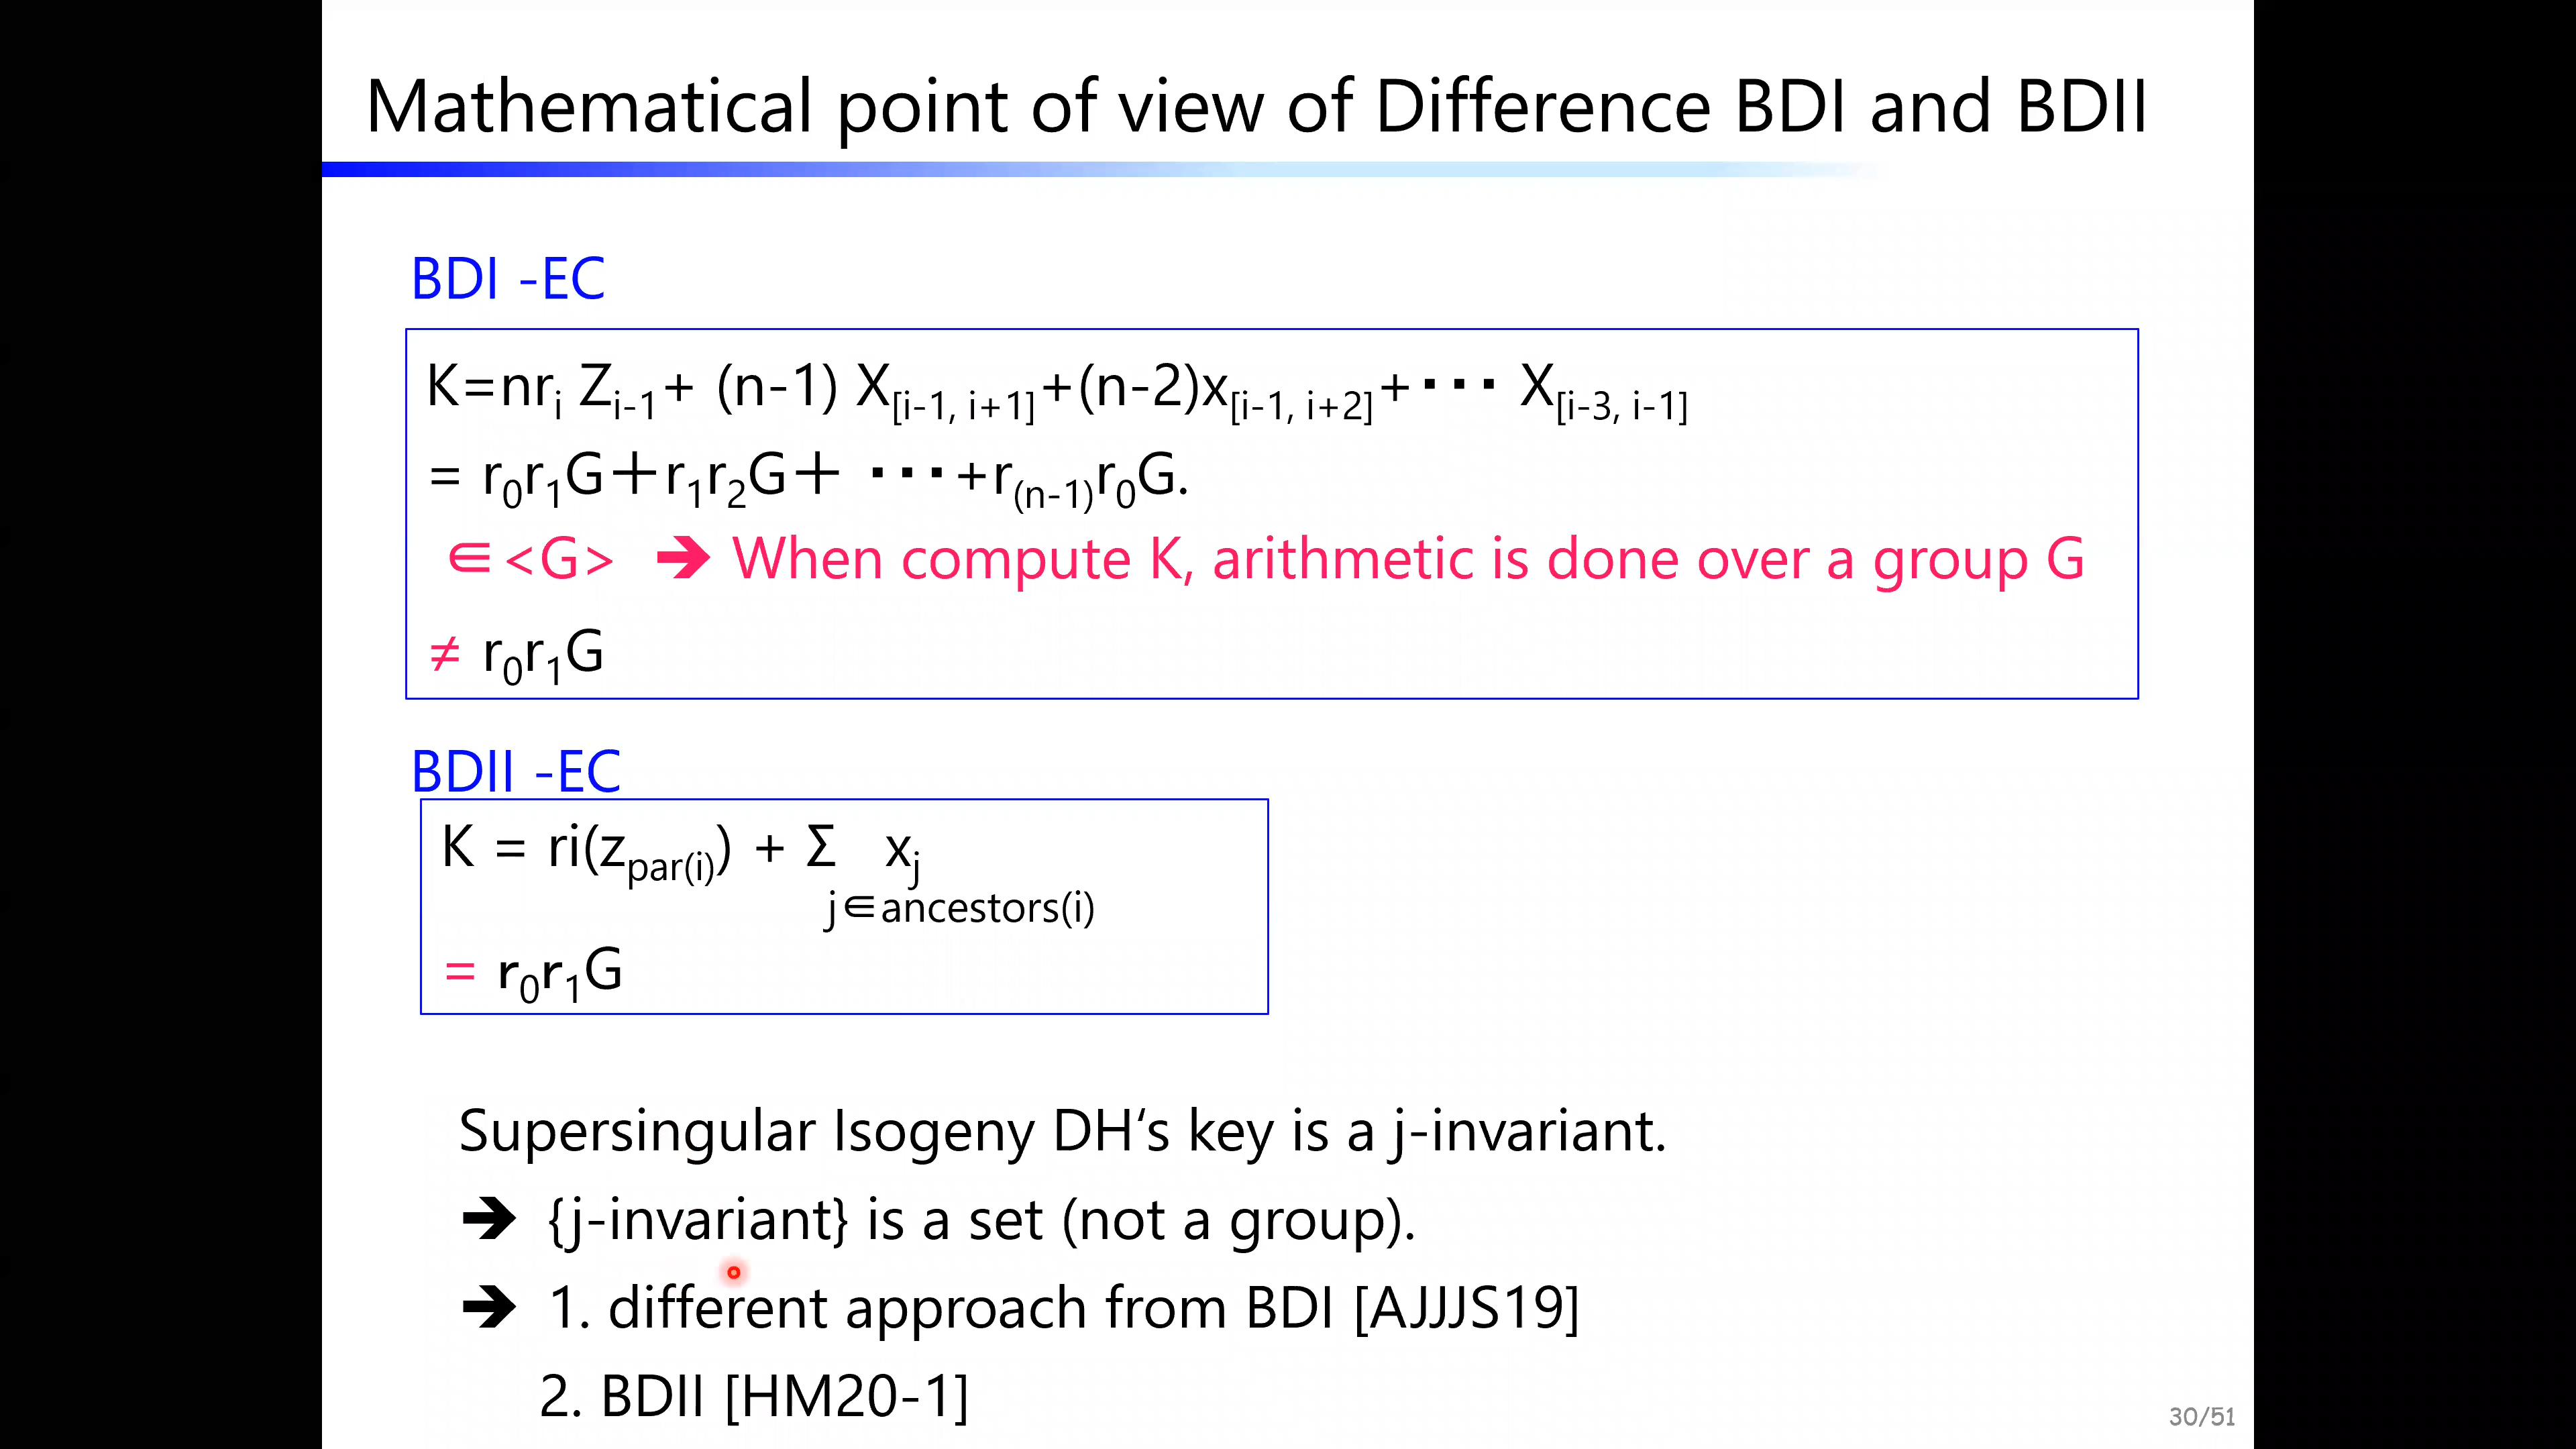 Mathematical point of view of Difference BDI and BDII
BDI -EC
K=nrᵢ Zᵢ₋₁+ (n-1) X[i-1, i+1]+(n-2)x[i-1, i+2]+・・・ X[i-3, i-1]
= r₀r₁G＋r₁r₂G＋ ・・・+r(n-1)r₀G.
∈<G> ➔ When compute K, arithmetic is done over a group G
≠ r₀r₁G
BDII -EC
K = ri(zpar(i)) + Σ xⱼ
j∈ancestors(i)
= r₀r₁G
Supersingular Isogeny DH‘s key is a j-invariant.
➔ {j-invariant} is a set (not a group).
➔ 1. different approach from BDI [AJJJS19]
2. BDII [HM20-1]
30/51